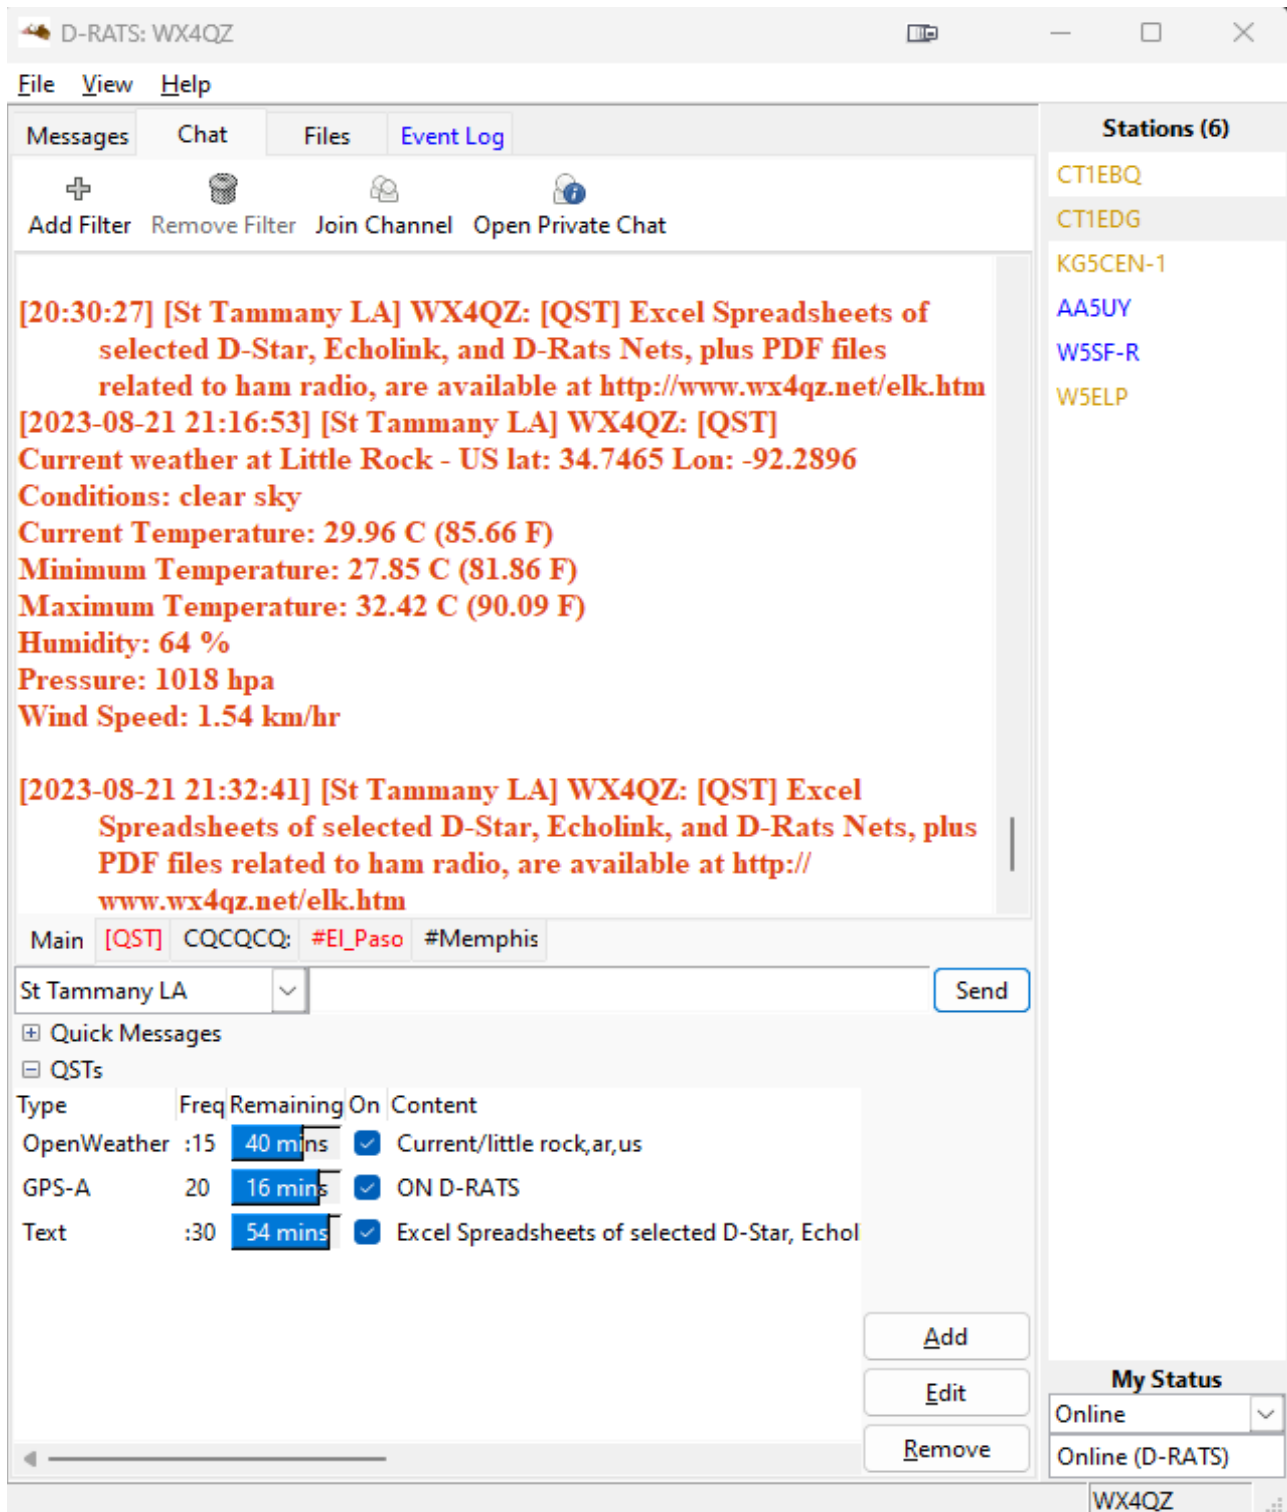 D-RATS: WX4QZ
File View Help
Messages Chat Files Event Log
Add Filter Remove Filter Join Channel Open Private Chat
[20:30:27] [St Tammany LA] WX4QZ: [QST] Excel Spreadsheets of
selected D-Star, Echolink, and D-Rats Nets, plus PDF files
related to ham radio, are available at http://www.wx4qz.net/elk.htm
[2023-08-21 21:16:53] [St Tammany LA] WX4QZ: [QST]
Current weather at Little Rock - US lat: 34.7465 Lon: -92.2896
Conditions: clear sky
Current Temperature: 29.96 C (85.66 F)
Minimum Temperature: 27.85 C (81.86 F)
Maximum Temperature: 32.42 C (90.09 F)
Humidity: 64 %
Pressure: 1018 hpa
Wind Speed: 1.54 km/hr
[2023-08-21 21:32:41] [St Tammany LA] WX4QZ: [QST] Excel
Spreadsheets of selected D-Star, Echolink, and D-Rats Nets, plus
PDF files related to ham radio, are available at http://
www.wx4qz.net/elk.htm
Main [QST] CQCQCQ: #El_Paso #Memphis
St Tammany LA Send
Quick Messages
QSTs
Type Freq Remaining On Content
OpenWeather :15 40 mins Current/little rock,ar,us
GPS-A 20 16 mins ON D-RATS
Text :30 54 mins Excel Spreadsheets of selected D-Star, Echol
Add
Edit
Remove
Stations (6)
CT1EBQ
CT1EDG
KG5CEN-1
AA5UY
W5SF-R
W5ELP
My Status
Online
Online (D-RATS)
WX4QZ